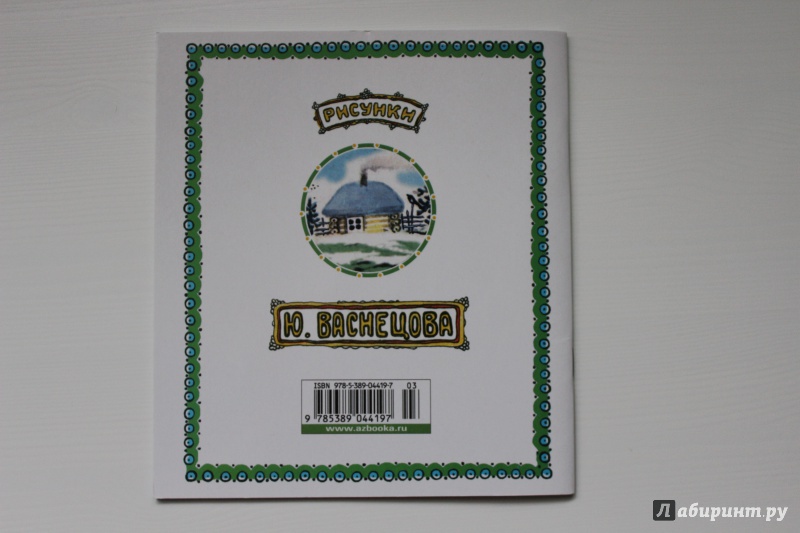 РИСУНКИ
Ю. ВАСНЕЦОВА
ISBN 978-5-389-04419-7 03
9 785389 044197
www.azbooka.ru
Лабиринт.ру